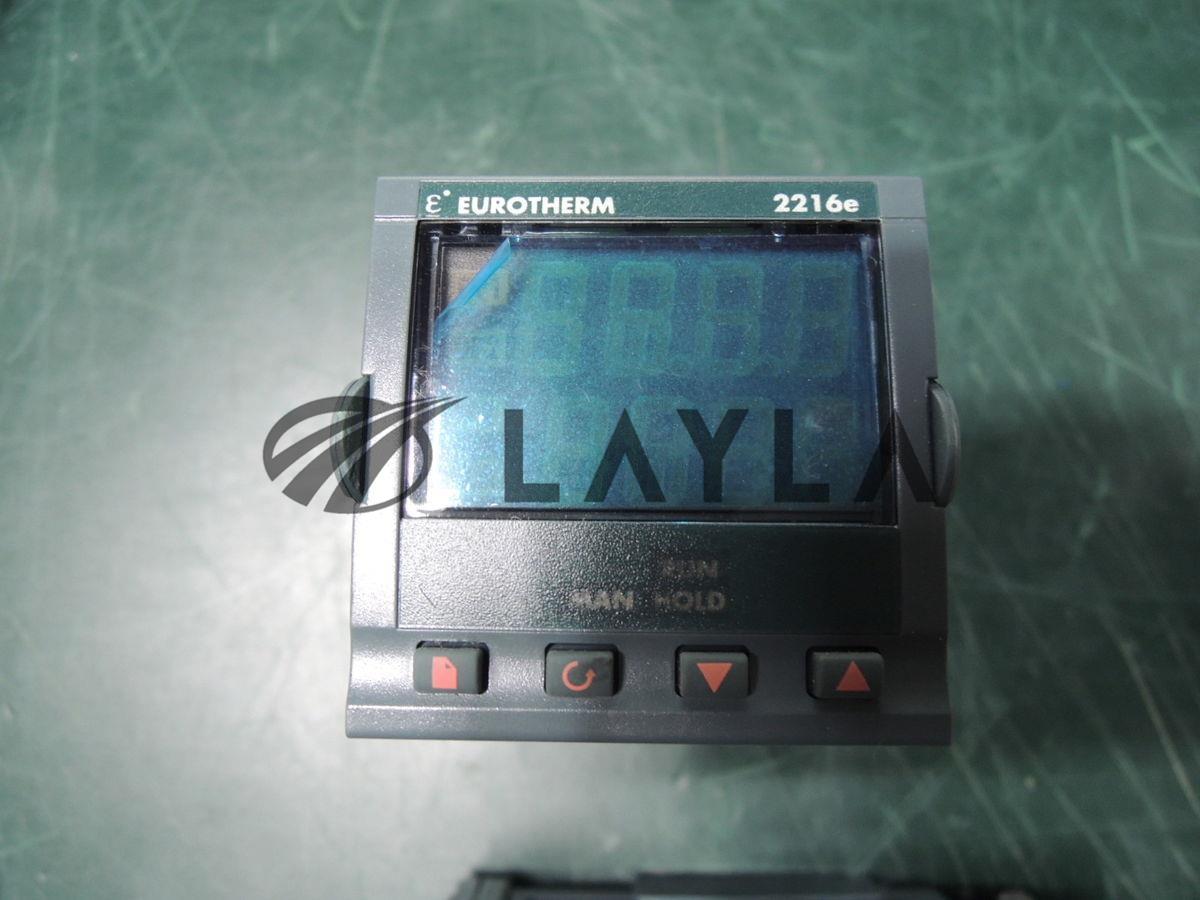 ε EUROTHERM 2216e
LAYLA
RUN
MAN HOLD